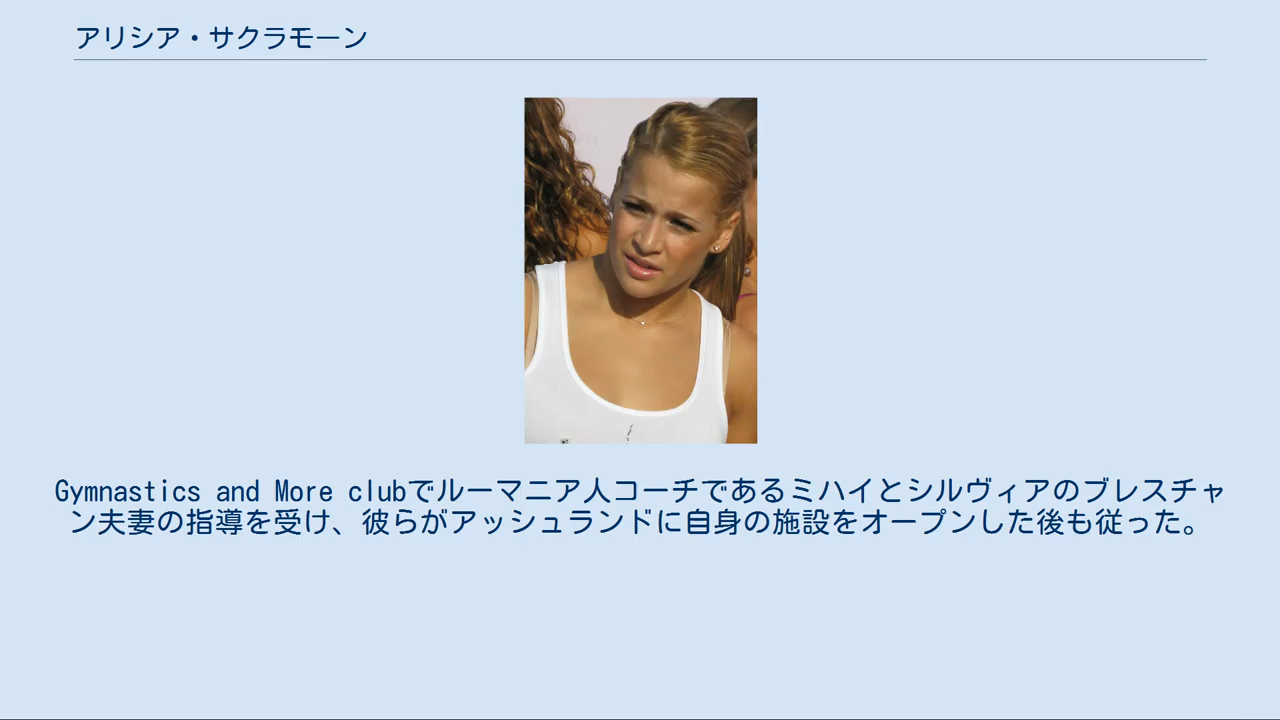 アリシア・サクラモーン
Gymnastics and More clubでルーマニア人コーチであるミハイとシルヴィアのブレスチャ
ン夫妻の指導を受け、彼らがアッシュランドに自身の施設をオープンした後も従った。